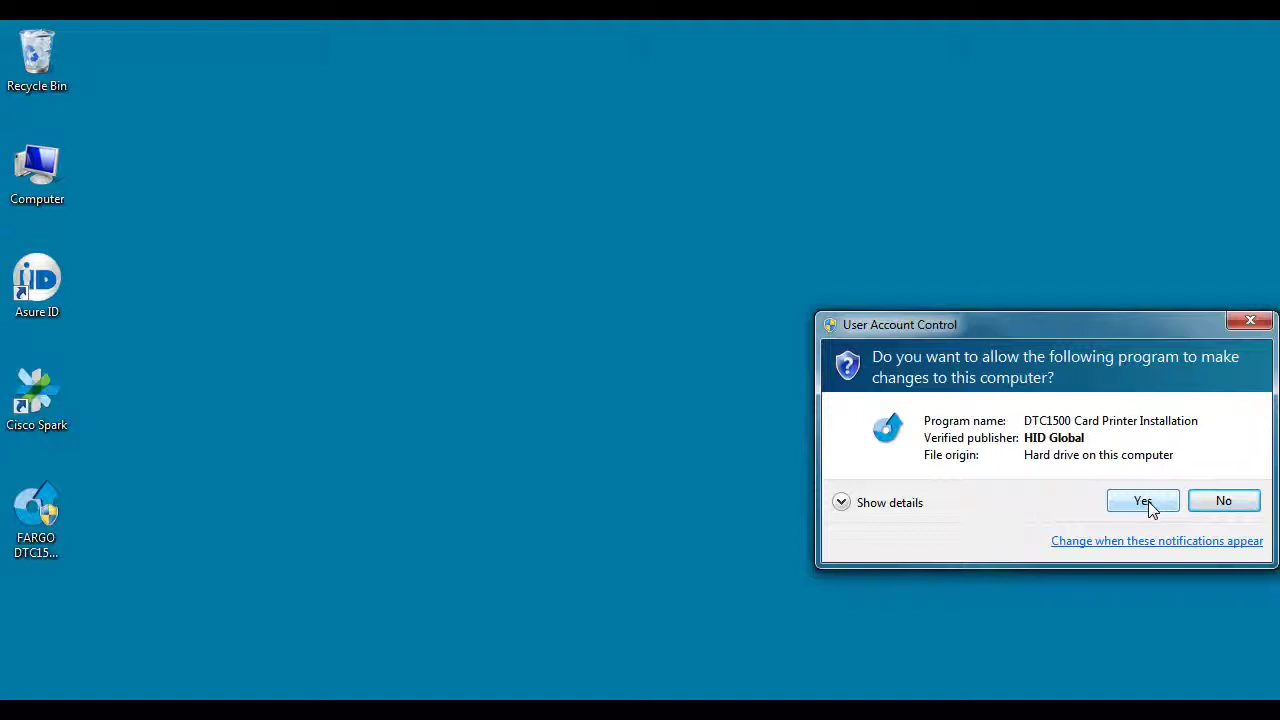 Recycle Bin
Computer
iD
Asure ID
Cisco Spark
FARGO
DTC15...
User Account Control
Do you want to allow the following program to make
changes to this computer?
Program name: DTC1500 Card Printer Installation
Verified publisher: HID Global
File origin: Hard drive on this computer
Show details
Yes
No
Change when these notifications appear